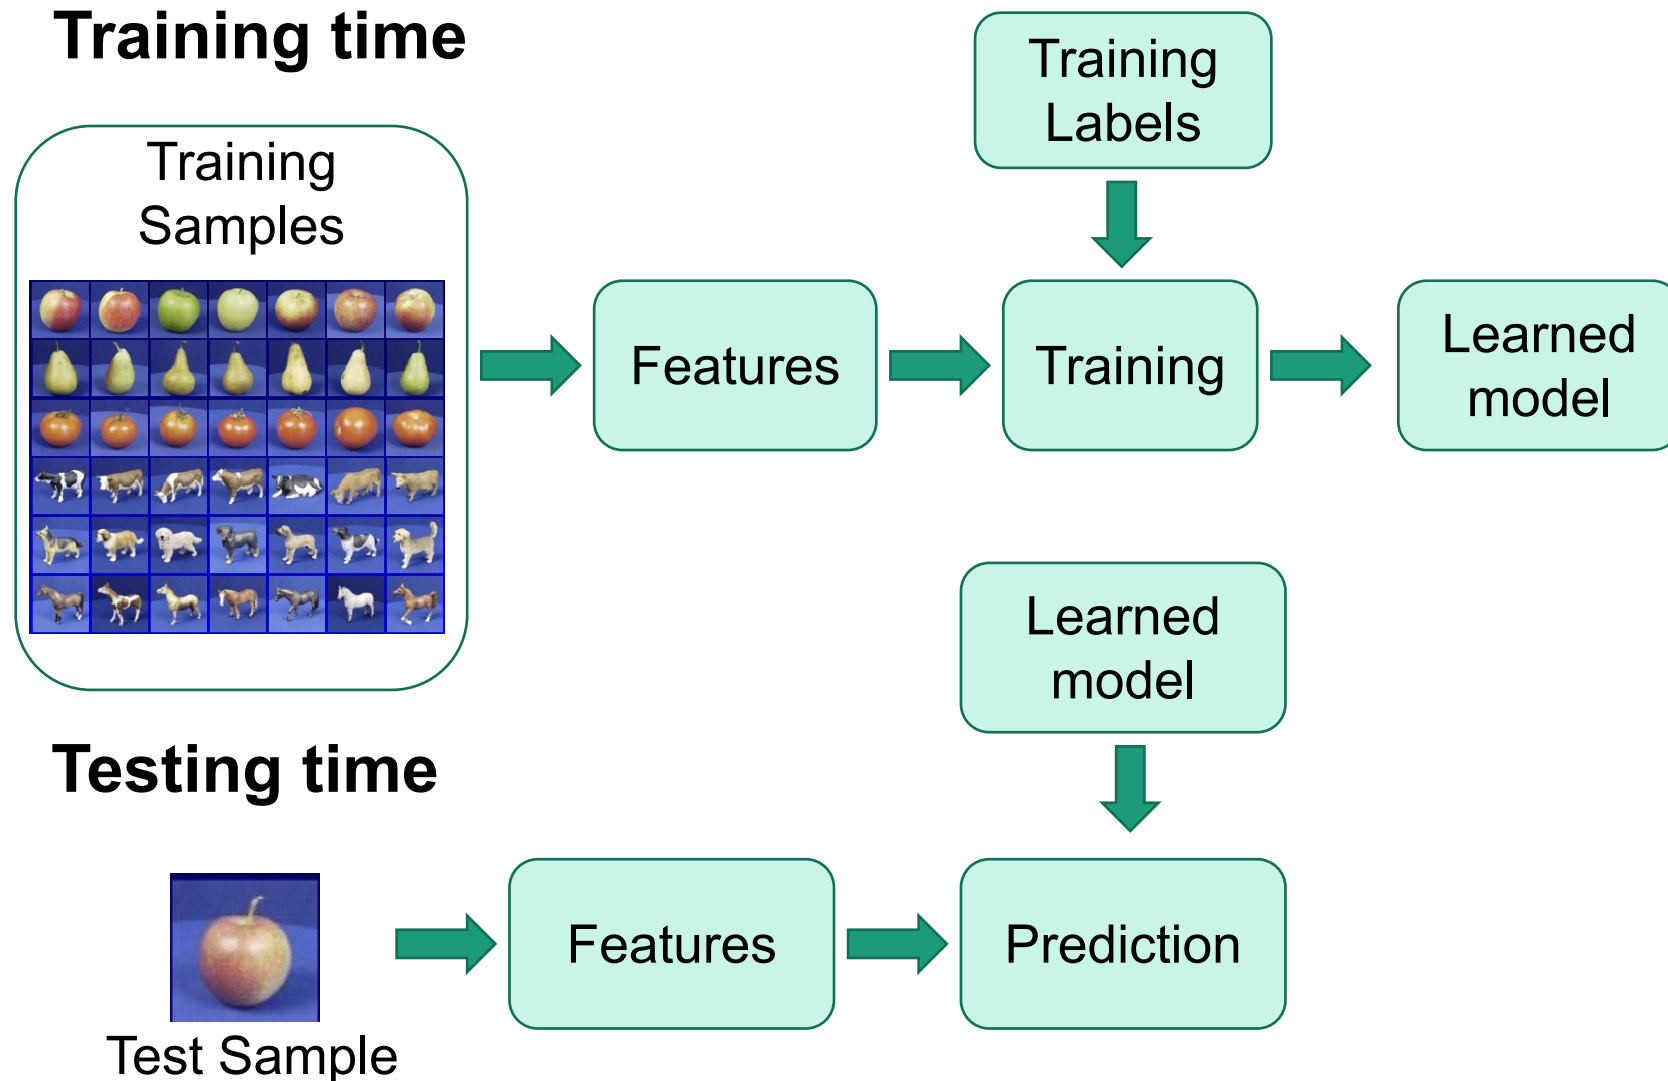 Training time
Training
Labels
Training
Samples
Features
Training
Learned
model
Learned
model
Testing time
Features
Prediction
Test Sample